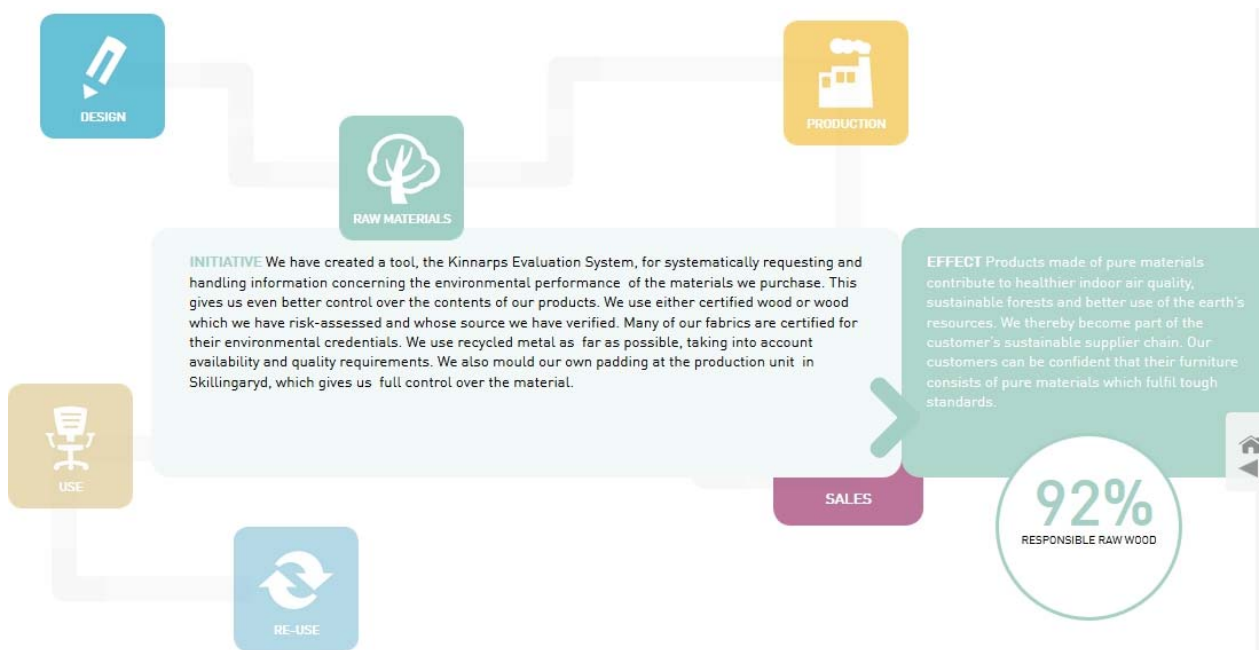 DESIGN
PRODUCTION
RAW MATERIALS
INITIATIVE We have created a tool, the Kinnarps Evaluation System, for systematically requesting and
handling information concerning the environmental performance of the materials we purchase. This
gives us even better control over the contents of our products. We use either certified wood or wood
which we have risk-assessed and whose source we have verified. Many of our fabrics are certified for
their environmental credentials. We use recycled metal as far as possible, taking into account
availability and quality requirements. We also mould our own padding at the production unit in
Skillingaryd, which gives us full control over the material.
EFFECT Products made of pure materials
contribute to healthier indoor air quality,
sustainable forests and better use of the earth's
resources. We thereby become part of the
customer's sustainable supplier chain. Our
customers can be confident that their furniture
consists of pure materials which fulfil tough
standards.
USE
SALES
92%
RESPONSIBLE RAW WOOD
RE-USE